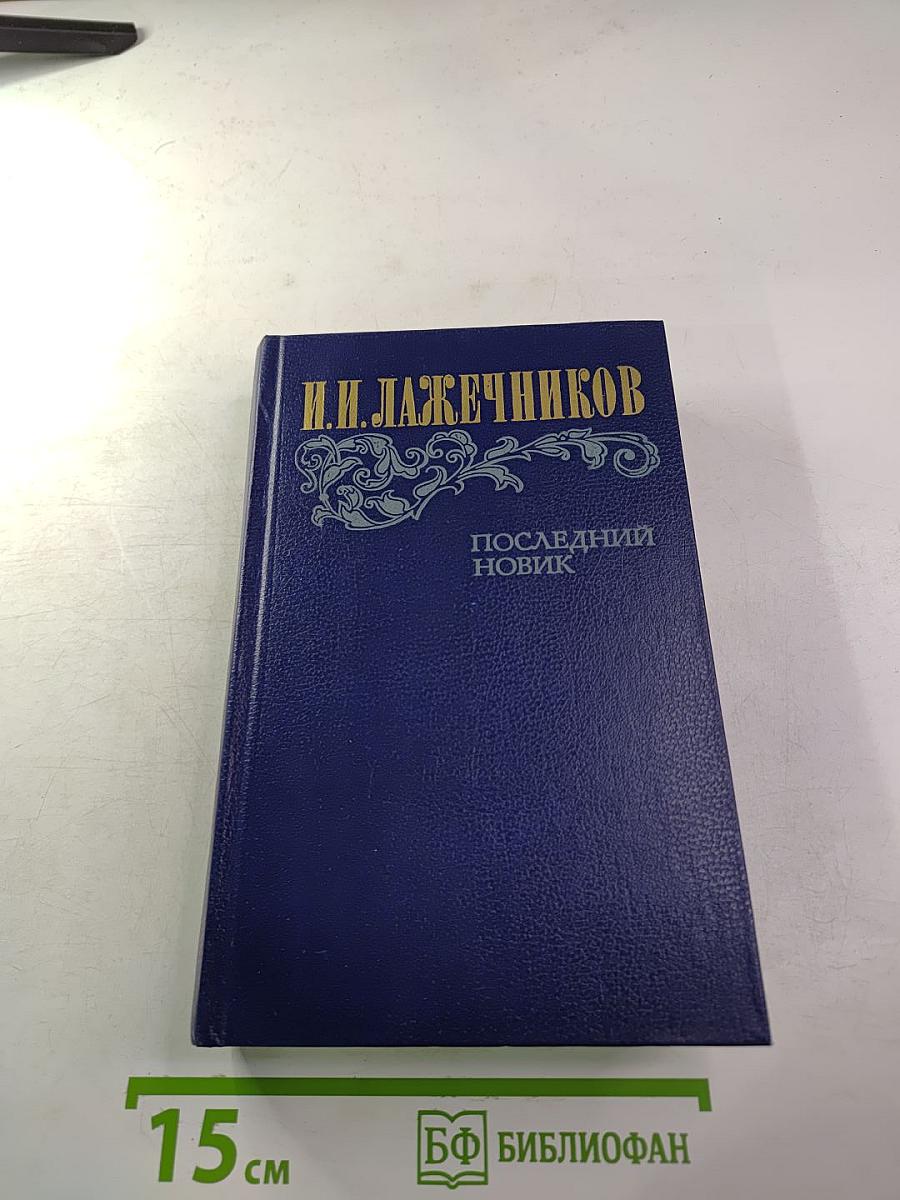 И.И. ЛАЖЕЧНИКОВ
ПОСЛЕДНИЙ
НОВИК
15 см
БФ БИБЛИОФАН